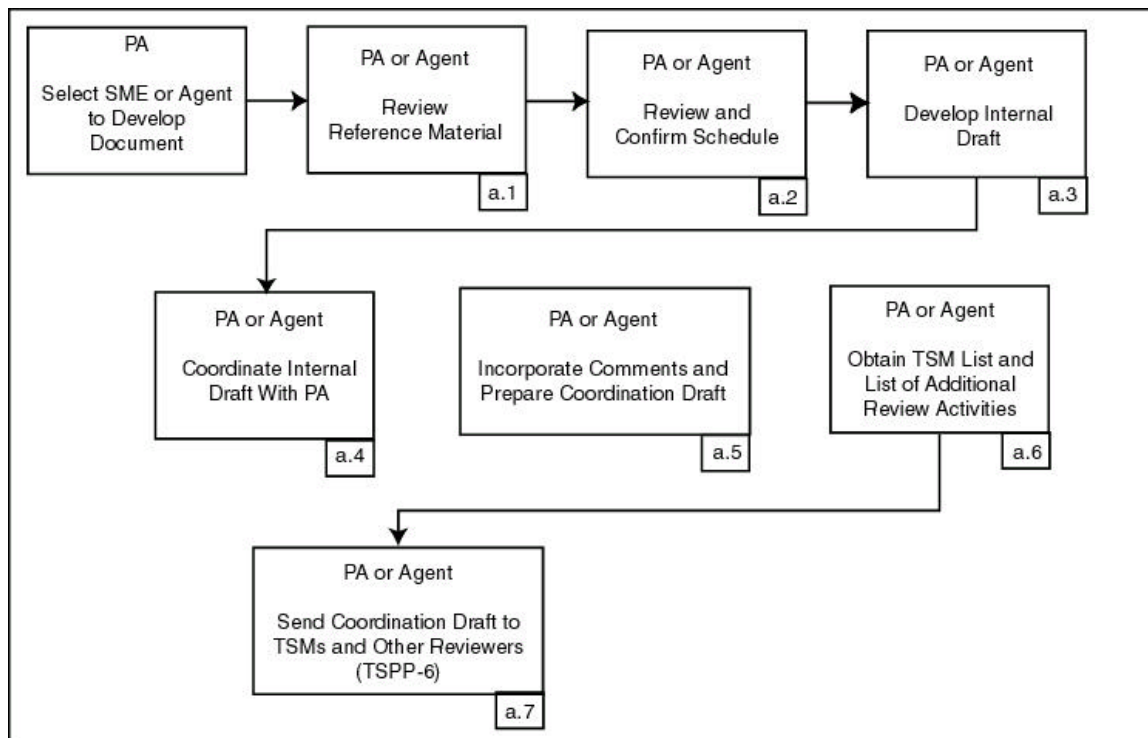 PA
Select SME or Agent
to Develop
Document
PA or Agent
Review
Reference Material
a.1
PA or Agent
Review and
Confirm Schedule
a.2
PA or Agent
Develop Internal
Draft
a.3
PA or Agent
Coordinate Internal
Draft With PA
a.4
PA or Agent
Incorporate Comments and
Prepare Coordination Draft
a.5
PA or Agent
Obtain TSM List and
List of Additional
Review Activities
a.6
PA or Agent
Send Coordination Draft to
TSMs and Other Reviewers
(TSPP-6)
a.7